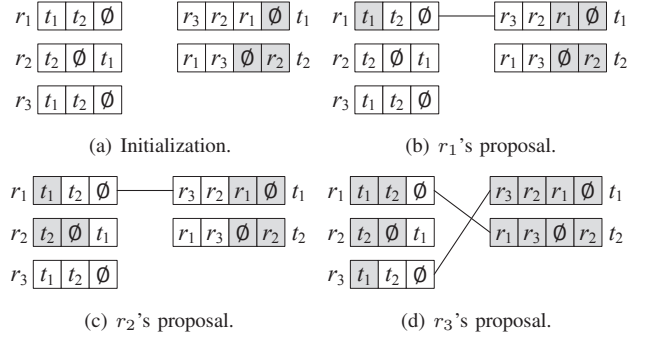 r1 t1 t2 ∅ r3 r2 r1 ∅ t1
r2 t2 ∅ t1 r1 r3 ∅ r2 t2
r3 t1 t2 ∅
(a) Initialization.
r1 t1 t2 ∅ r3 r2 r1 ∅ t1
r2 t2 ∅ t1 r1 r3 ∅ r2 t2
r3 t1 t2 ∅
(b) r1's proposal.
r1 t1 t2 ∅ r3 r2 r1 ∅ t1
r2 t2 ∅ t1 r1 r3 ∅ r2 t2
r3 t1 t2 ∅
(c) r2's proposal.
r1 t1 t2 ∅ r3 r2 r1 ∅ t1
r2 t2 ∅ t1 r1 r3 ∅ r2 t2
r3 t1 t2 ∅
(d) r3's proposal.